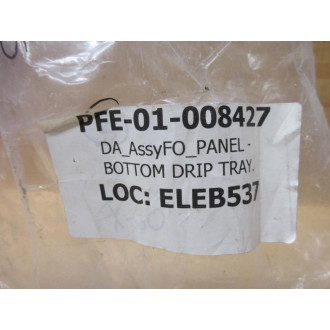 PFE-01-008427
DA_AssyFO_PANEL -
BOTTOM DRIP TRAY.
LOC: ELEB537